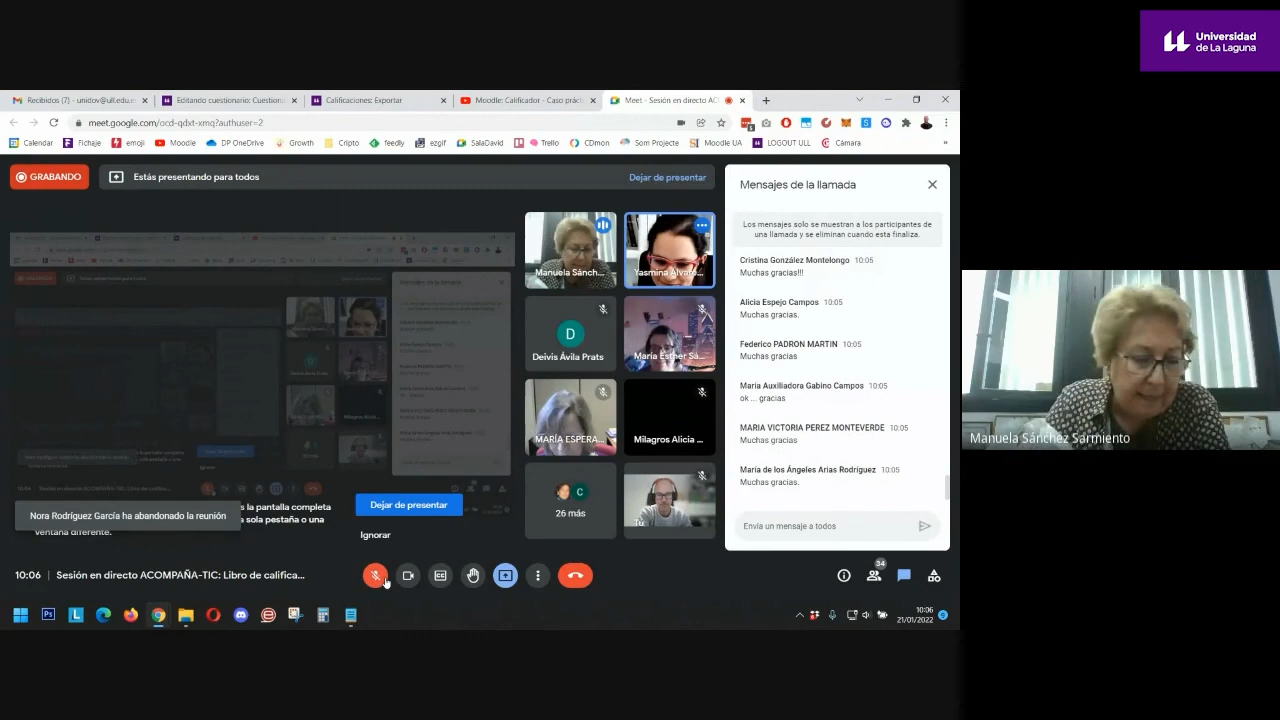 Universidad
de La Laguna
Recibidos (7) - unidov@ull.edu.e
Editando cuestionario: Cuestion
Calificaciones: Exportar
Moodle: Calificador - Caso prácti
Meet - Sesión en directo AC
meet.google.com/ocd-qdxt-xmq?authuser=2
Calendar
Fichaje
emoji
Moodle
DP OneDrive
Growth
Cripto
feedly
ezgif
SalaDavid
Trello
CDmon
Som Projecte
Moodle UA
LOGOUT ULL
Cámara
GRABANDO
Estás presentando para todos
Dejar de presentar
Mensajes de la llamada
Los mensajes solo se muestran a los participantes de
una llamada y se eliminan cuando esta finaliza.
Cristina González Montelongo 10:05
Muchas gracias!!!
Alicia Espejo Campos 10:05
Muchas gracias.
Federico PADRON MARTIN 10:05
Muchas gracias
Maria Auxiliadora Gabino Campos 10:05
ok ... gracias
MARIA VICTORIA PEREZ MONTEVERDE 10:05
Muchas gracias
María de los Ángeles Arias Rodríguez 10:05
Muchas gracias.
Envía un mensaje a todos
Manuela Sánch...
Yasmina Álvare...
D
Deivis Ávila Prats
María Esther Sá...
MARÍA ESPERA...
Milagros Alicia ...
C
26 más
Tú
s la pantalla completa
a sola pestaña o una
ventana diferente.
Nora Rodríguez García ha abandonado la reunión
Dejar de presentar
Ignorar
10:06 | Sesión en directo ACOMPAÑA-TIC: Libro de califica...
34
10:06
21/01/2022
Manuela Sánchez Sarmiento